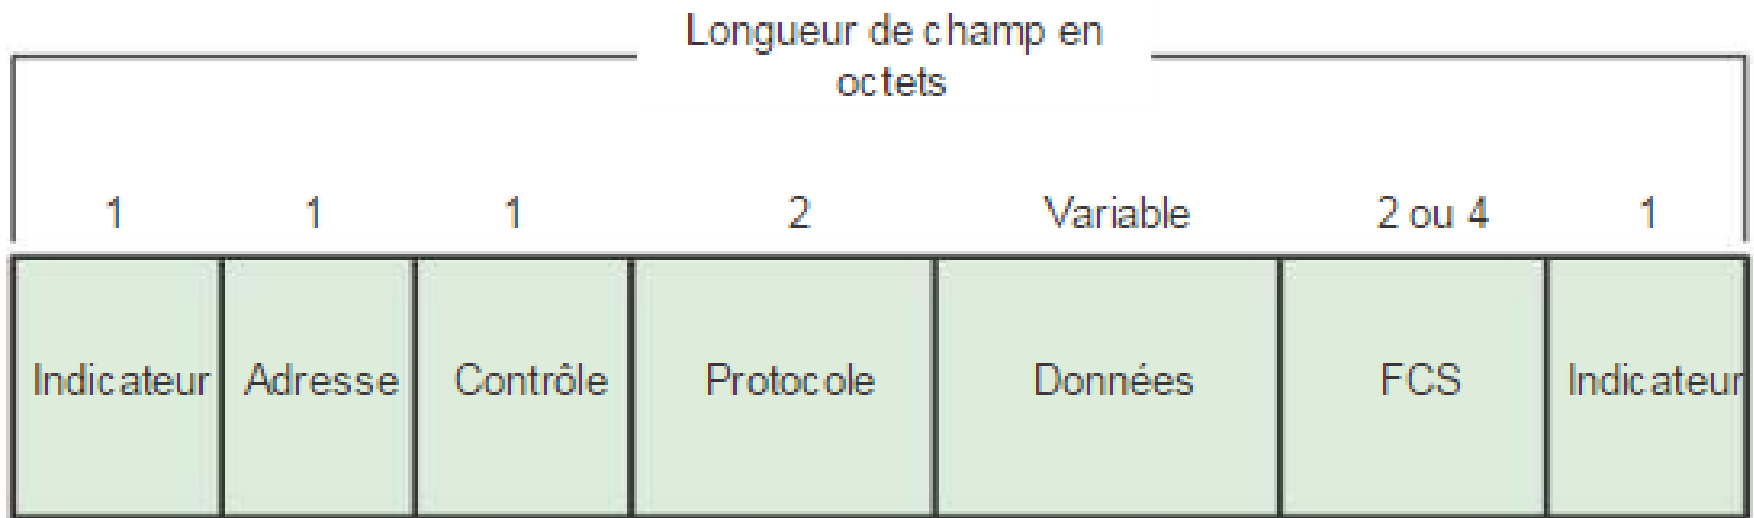 Longueur de champ en
octets
1 1 1 2 Variable 2 ou 4 1
Indicateur Adresse Contrôle Protocole Données FCS Indicateur